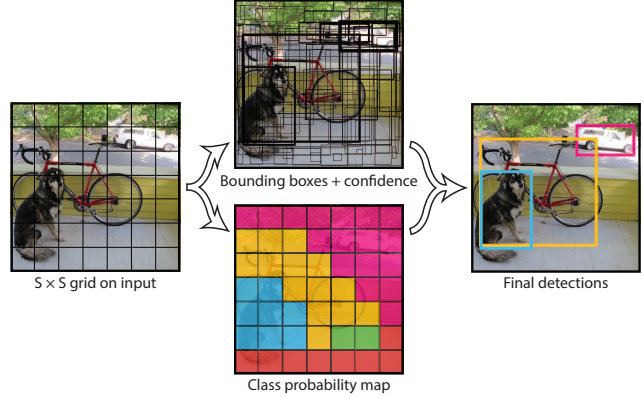 Bounding boxes + confidence
S × S grid on input
Final detections
Class probability map